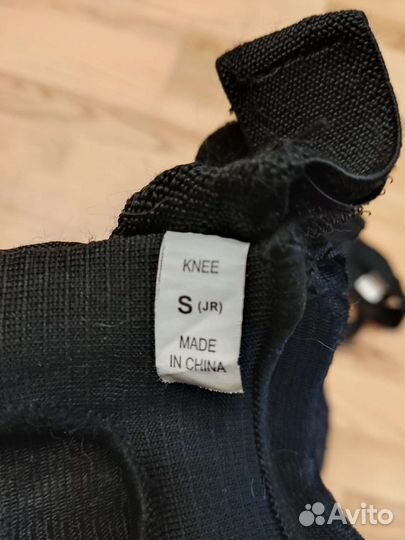 KNEE
S (JR)
MADE
IN CHINA
Avito